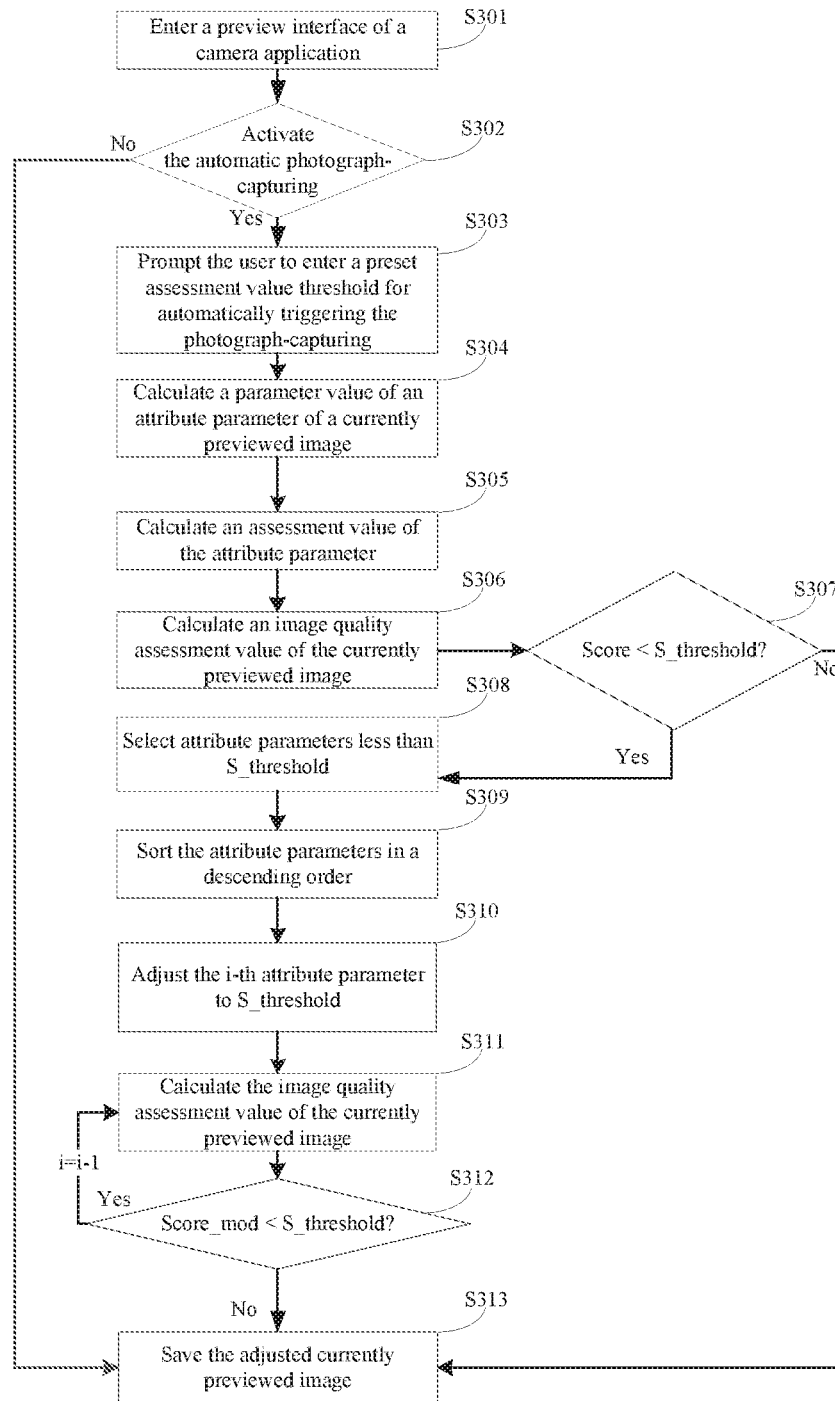 Enter a preview interface of a
camera application
S301
No
Activate
the automatic photograph-
capturing
S302
Yes
S303
Prompt the user to enter a preset
assessment value threshold for
automatically triggering the
photograph-capturing
S304
Calculate a parameter value of an
attribute parameter of a currently
previewed image
S305
Calculate an assessment value of
the attribute parameter
S306
Calculate an image quality
assessment value of the currently
previewed image
S307
Score < S_threshold?
No
Yes
S308
Select attribute parameters less than
S_threshold
S309
Sort the attribute parameters in a
descending order
S310
Adjust the i-th attribute parameter
to S_threshold
S311
Calculate the image quality
assessment value of the currently
previewed image
i=i-1
Yes
S312
Score_mod < S_threshold?
No
S313
Save the adjusted currently
previewed image